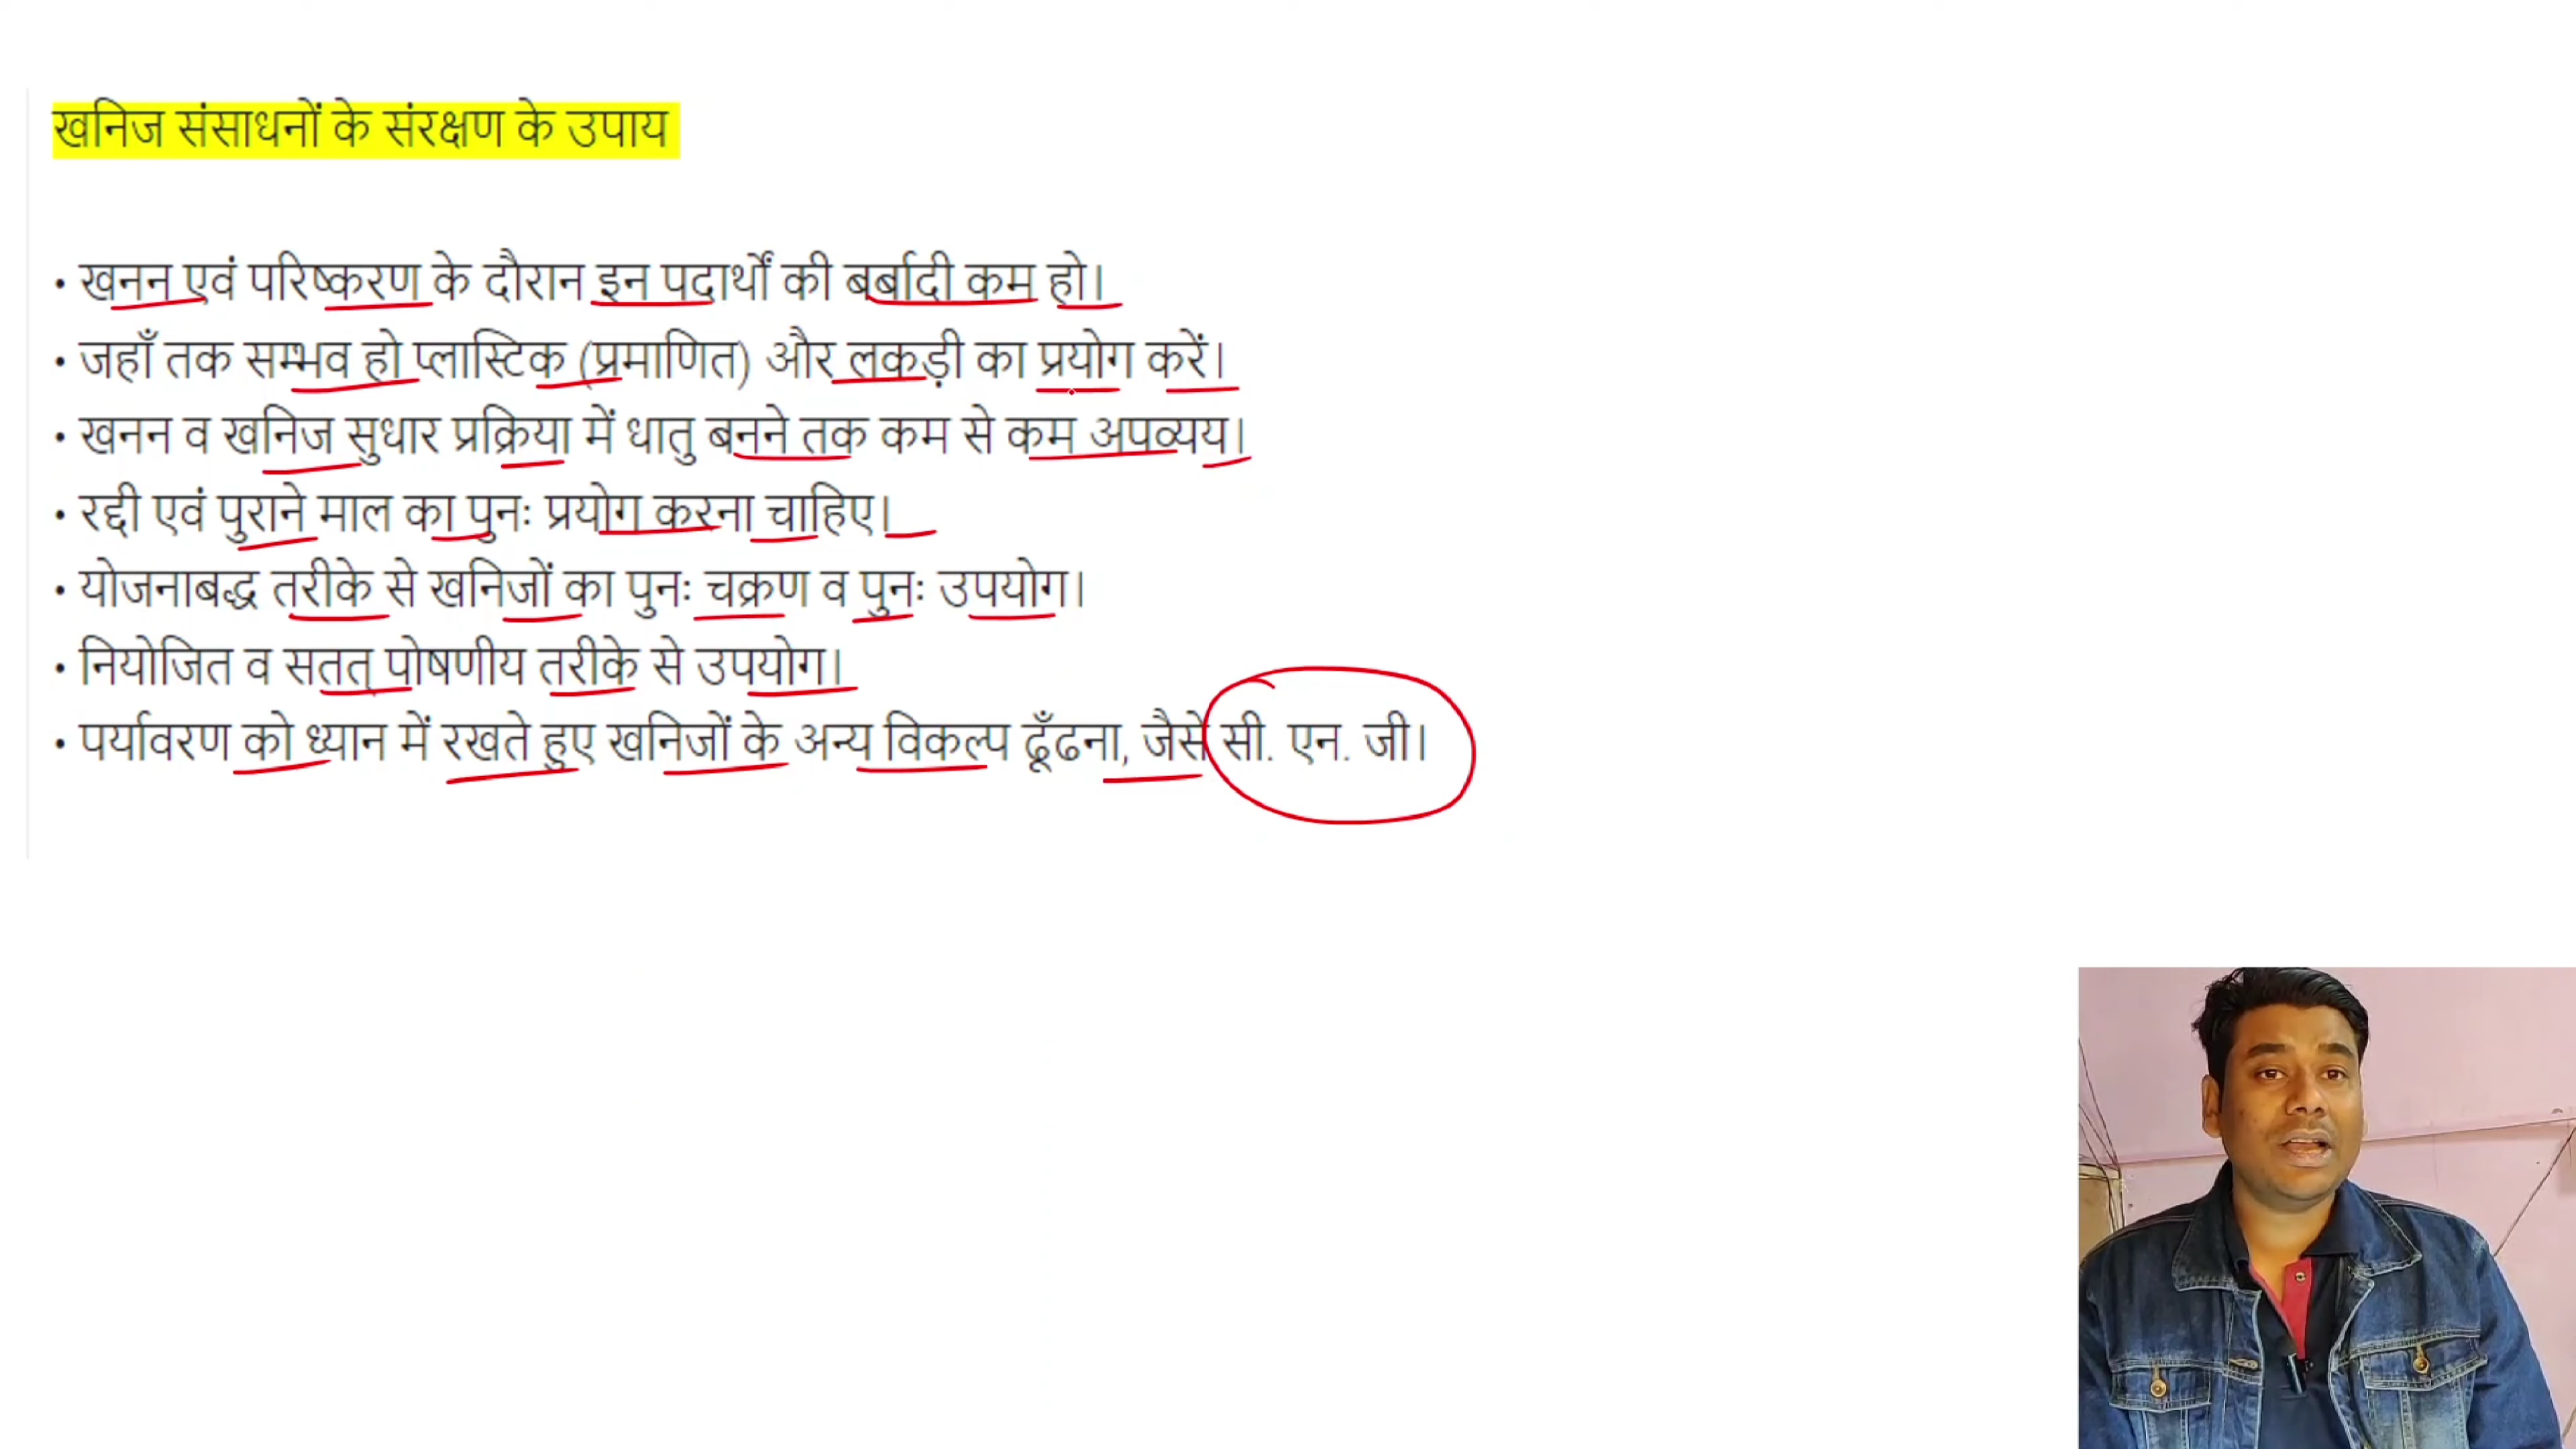 खनिज संसाधनों के संरक्षण के उपाय
• खनन एवं परिष्करण के दौरान इन पदार्थों की बर्बादी कम हो।
• जहाँ तक सम्भव हो प्लास्टिक (प्रमाणित) और लकड़ी का प्रयोग करें।
• खनन व खनिज सुधार प्रक्रिया में धातु बनने तक कम से कम अपव्यय।
• रद्दी एवं पुराने माल का पुनः प्रयोग करना चाहिए।
• योजनाबद्ध तरीके से खनिजों का पुनः चक्रण व पुनः उपयोग।
• नियोजित व सतत् पोषणीय तरीके से उपयोग।
• पर्यावरण को ध्यान में रखते हुए खनिजों के अन्य विकल्प ढूँढना, जैसे सी. एन. जी।